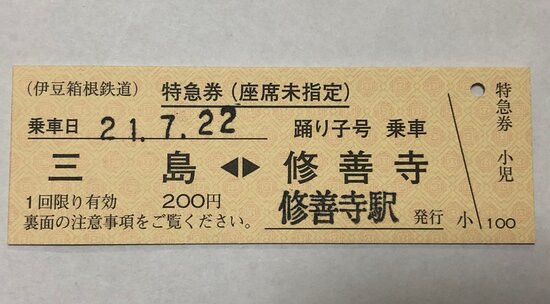 (伊豆箱根鉄道) 特急券(座席未指定)
乗車日 21.7.22 踊り子号 乗車
三島◀▶修善寺
1回限り有効 200円
裏面の注意事項をご覧ください。 修善寺駅 発行
特急券 小児
小 100